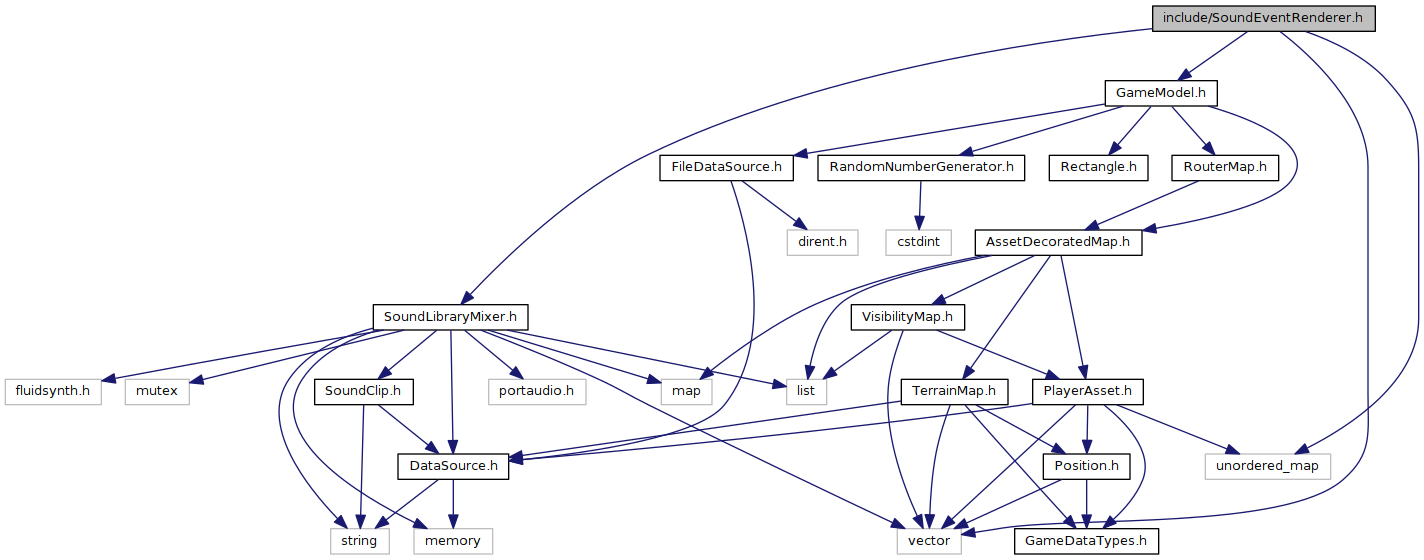 include/SoundEventRenderer.h
GameModel.h
FileDataSource.h
RandomNumberGenerator.h
Rectangle.h
RouterMap.h
dirent.h
cstdint
AssetDecoratedMap.h
SoundLibraryMixer.h
VisibilityMap.h
fluidsynth.h
mutex
SoundClip.h
portaudio.h
map
list
TerrainMap.h
PlayerAsset.h
DataSource.h
Position.h
unordered_map
string
memory
vector
GameDataTypes.h